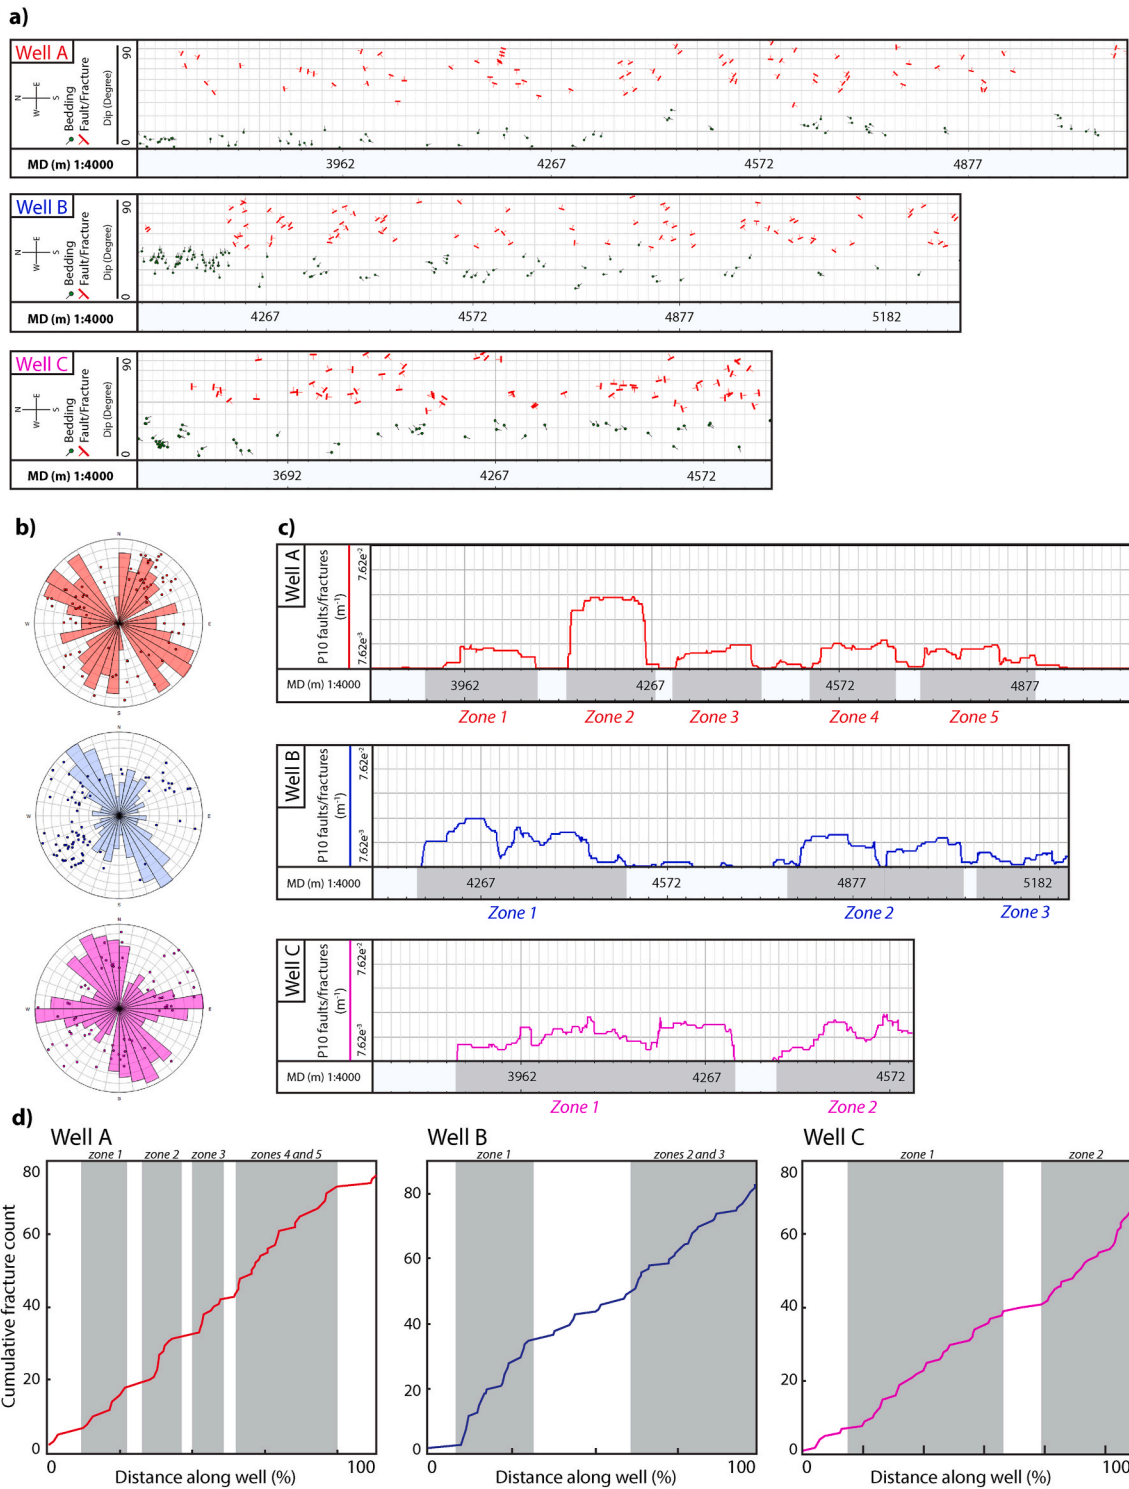 a)
Well A
N
E
W
S
Bedding
Fault/Fracture
Dip (Degree)
90
0
MD (m) 1:4000
3962
4267
4572
4877
Well B
N
E
W
S
Bedding
Fault/Fracture
Dip (Degree)
90
0
MD (m) 1:4000
4267
4572
4877
5182
Well C
N
E
W
S
Bedding
Fault/Fracture
Dip (Degree)
90
0
MD (m) 1:4000
3692
4267
4572
b)
N
W
E
S
N
W
E
S
N
W
E
S
c)
Well A
P10 faults/fractures
(m⁻¹)
7.62e⁻²
7.62e⁻³
MD (m) 1:4000
3962
4267
4572
4877
Zone 1
Zone 2
Zone 3
Zone 4
Zone 5
Well B
P10 faults/fractures
(m⁻¹)
7.62e⁻²
7.62e⁻³
MD (m) 1:4000
4267
4572
4877
5182
Zone 1
Zone 2
Zone 3
Well C
P10 faults/fractures
(m⁻¹)
7.62e⁻²
7.62e⁻³
MD (m) 1:4000
3962
4267
4572
Zone 1
Zone 2
d)
Well A
zone 1
zone 2
zone 3
zones 4 and 5
Cumulative fracture count
80
60
40
20
0
0
100
Distance along well (%)
Well B
zone 1
zones 2 and 3
80
60
40
20
0
0
100
Distance along well (%)
Well C
zone 1
zone 2
80
60
40
20
0
0
100
Distance along well (%)